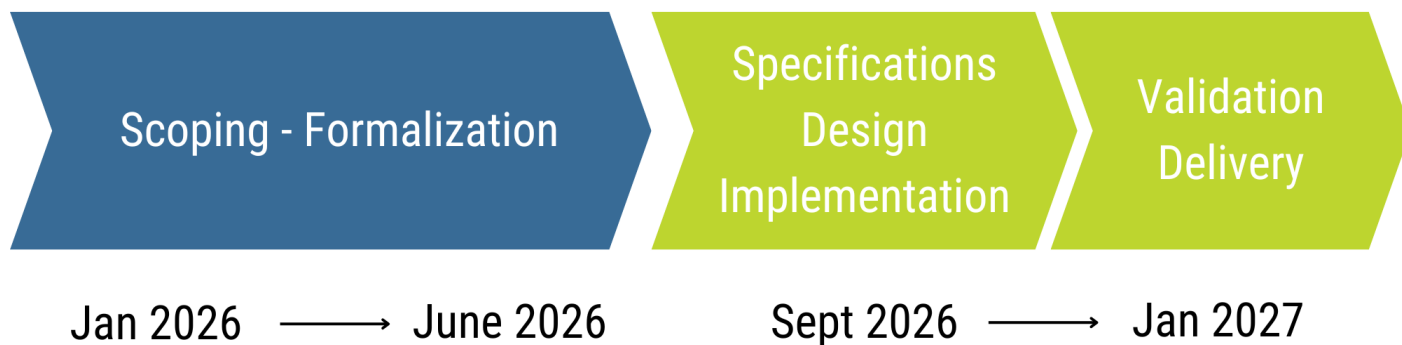 Scoping - Formalization
Specifications
Design
Implementation
Validation
Delivery
Jan 2026 → June 2026
Sept 2026 → Jan 2027